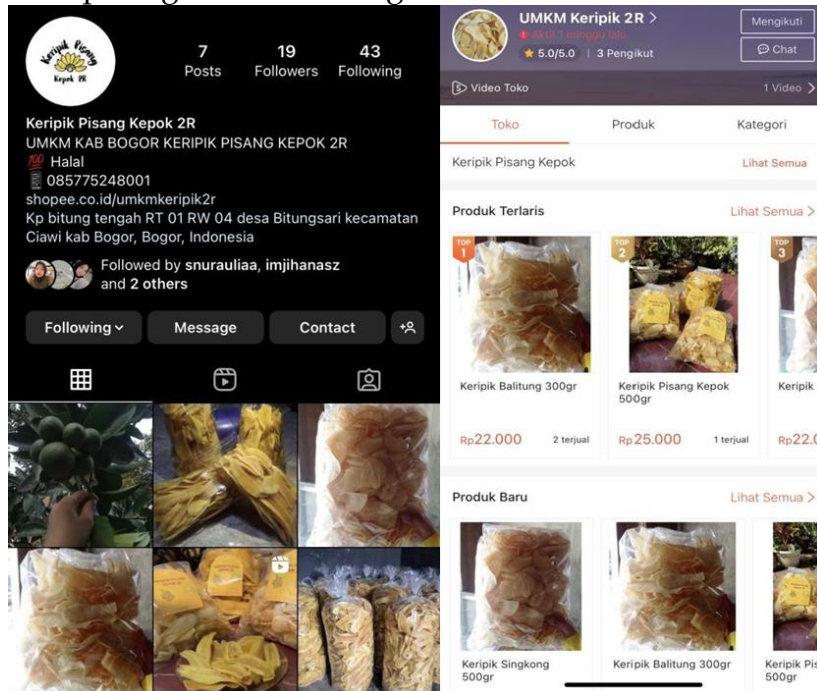 Keripik Pisang
Kepok 2R
7
Posts
19
Followers
43
Following
Keripik Pisang Kepok 2R
UMKM KAB BOGOR KERIPIK PISANG KEPOK 2R
💯 Halal
📱 085775248001
shopee.co.id/umkmkeripik2r
Kp bitung tengah RT 01 RW 04 desa Bitungsari kecamatan
Ciawi kab Bogor, Bogor, Indonesia
Followed by snurauliaa, imjihanasz
and 2 others
Following
Message
Contact
UMKM Keripik 2R >
Aktif 1 minggu lalu
5.0/5.0 | 3 Pengikut
Mengikuti
Chat
Video Toko
1 Video >
Toko
Produk
Kategori
Keripik Pisang Kepok
Lihat Semua
Produk Terlaris
Lihat Semua >
TOP
1
TOP
2
TOP
3
Keripik Balitung 300gr
Rp22.000
2 terjual
Keripik Pisang Kepok
500gr
Rp25.000
1 terjual
Keripik
Rp22.0
Produk Baru
Lihat Semua >
Keripik Singkong
500gr
Keripik Balitung 300gr
Keripik Pis
500gr